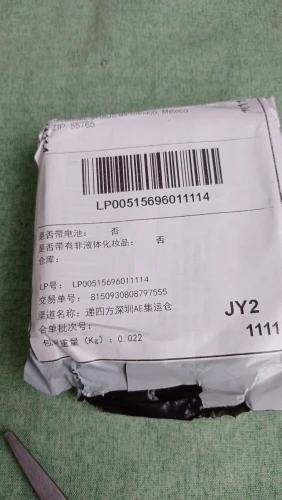 México
ZIP: 55765
LP00515696011114
是否带电池： 否
是否带有非液体化妆品： 否
仓库：
LP号： LP00515696011114
交易单号： 8150930808797555
渠道名称：递四方深圳AE集运仓
合单批次号：
包裹重量（Kg）：0.022
JY2
1111